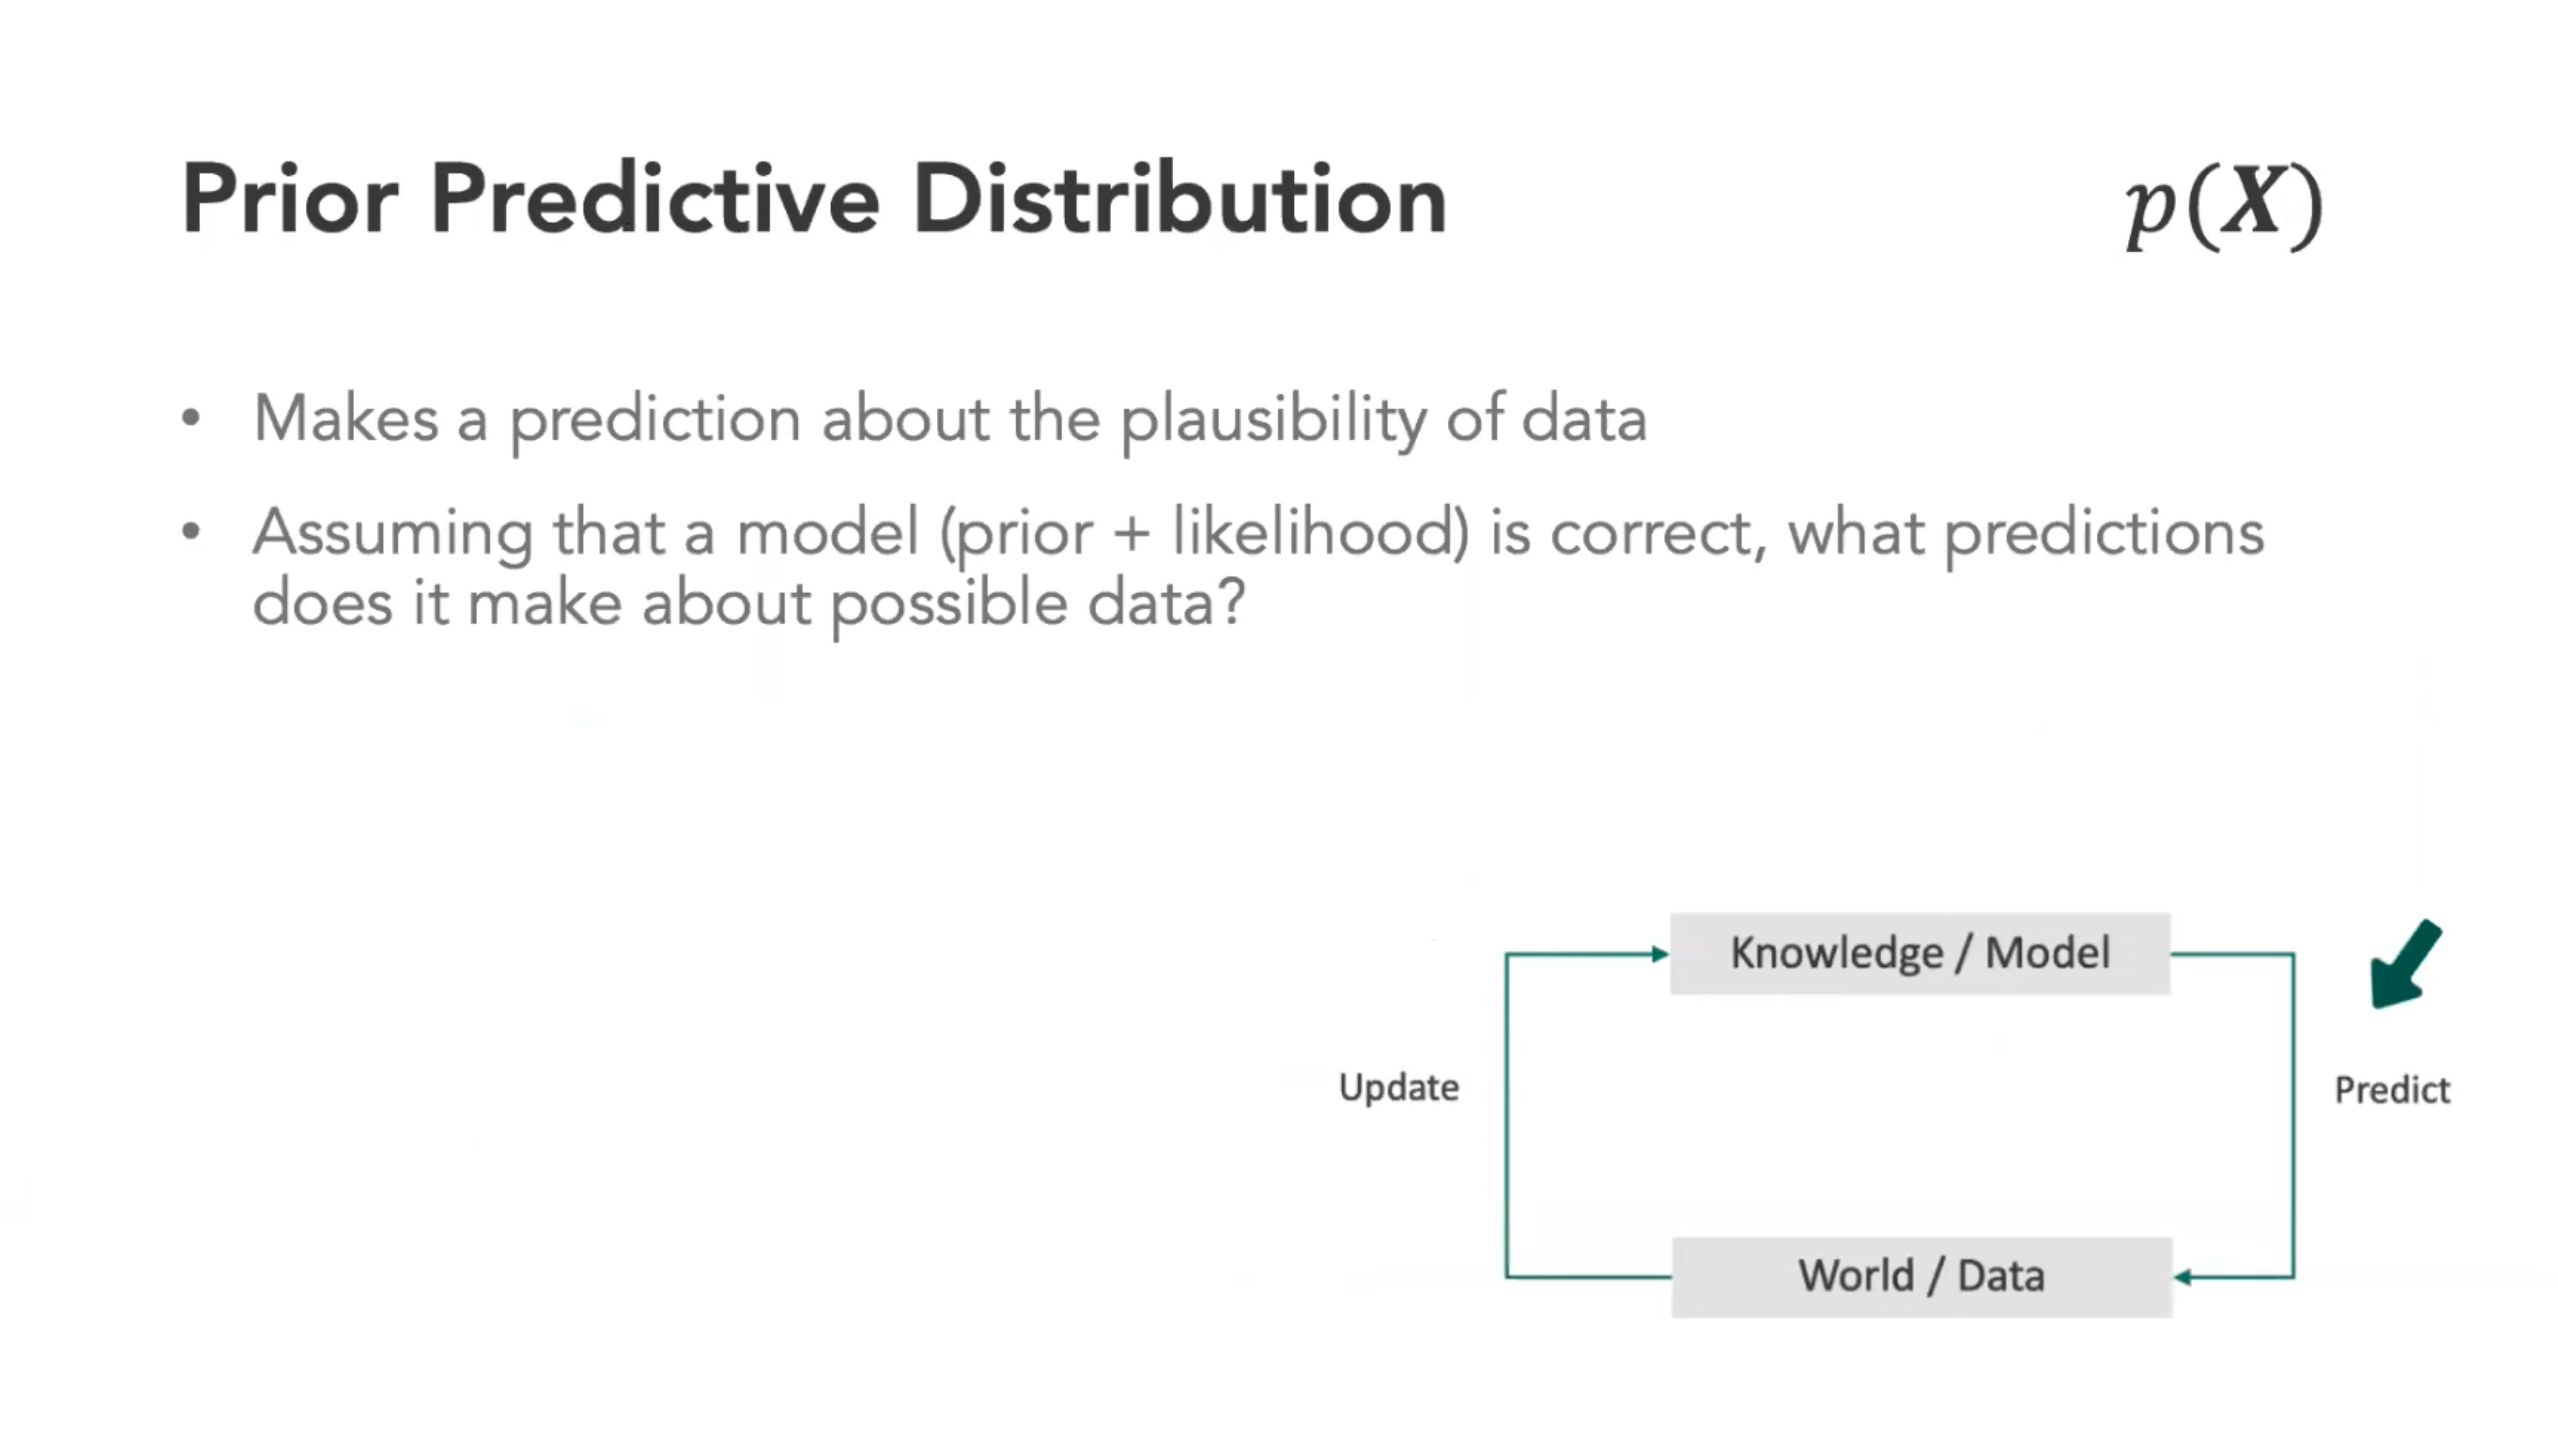 Prior Predictive Distribution
p(X)
• Makes a prediction about the plausibility of data
• Assuming that a model (prior + likelihood) is correct, what predictions
does it make about possible data?
Knowledge / Model
Update
Predict
World / Data